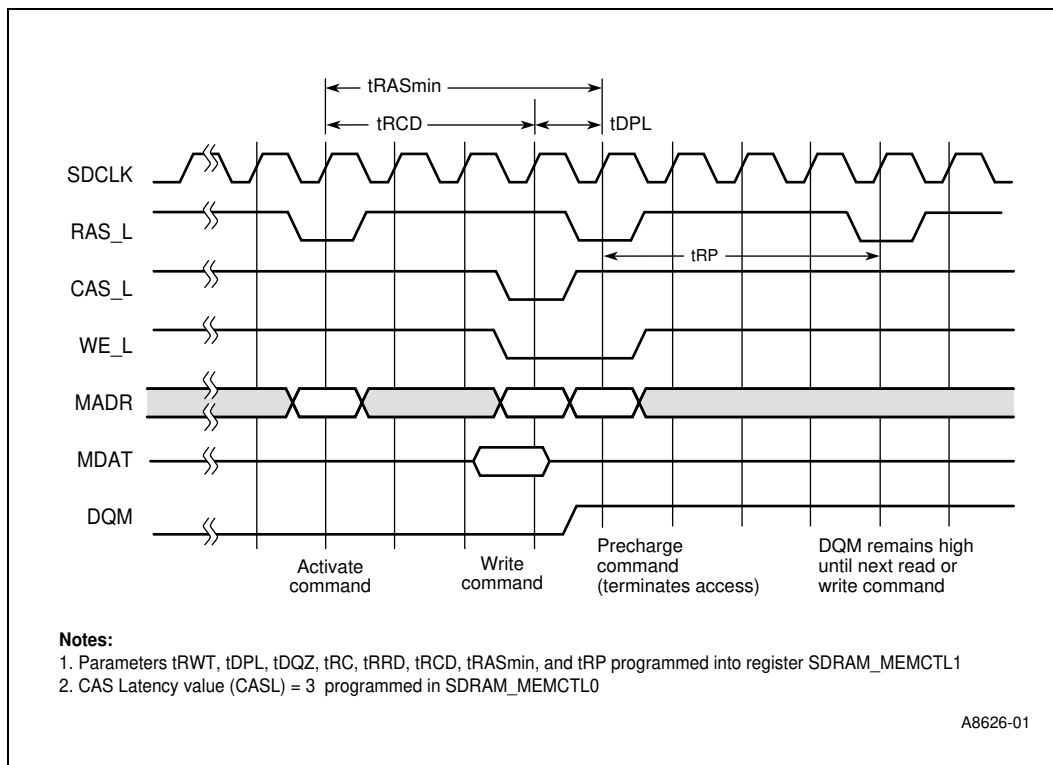 tRASmin
tRCD
tDPL
SDCLK
RAS_L
tRP
CAS_L
WE_L
MADR
MDAT
DQM
Activate
command
Write
command
Precharge
command
(terminates access)
DQM remains high
until next read or
write command
Notes:
1. Parameters tRWT, tDPL, tDQZ, tRC, tRRD, tRCD, tRASmin, and tRP programmed into register SDRAM_MEMCTL1
2. CAS Latency value (CASL) = 3 programmed in SDRAM_MEMCTL0
A8626-01